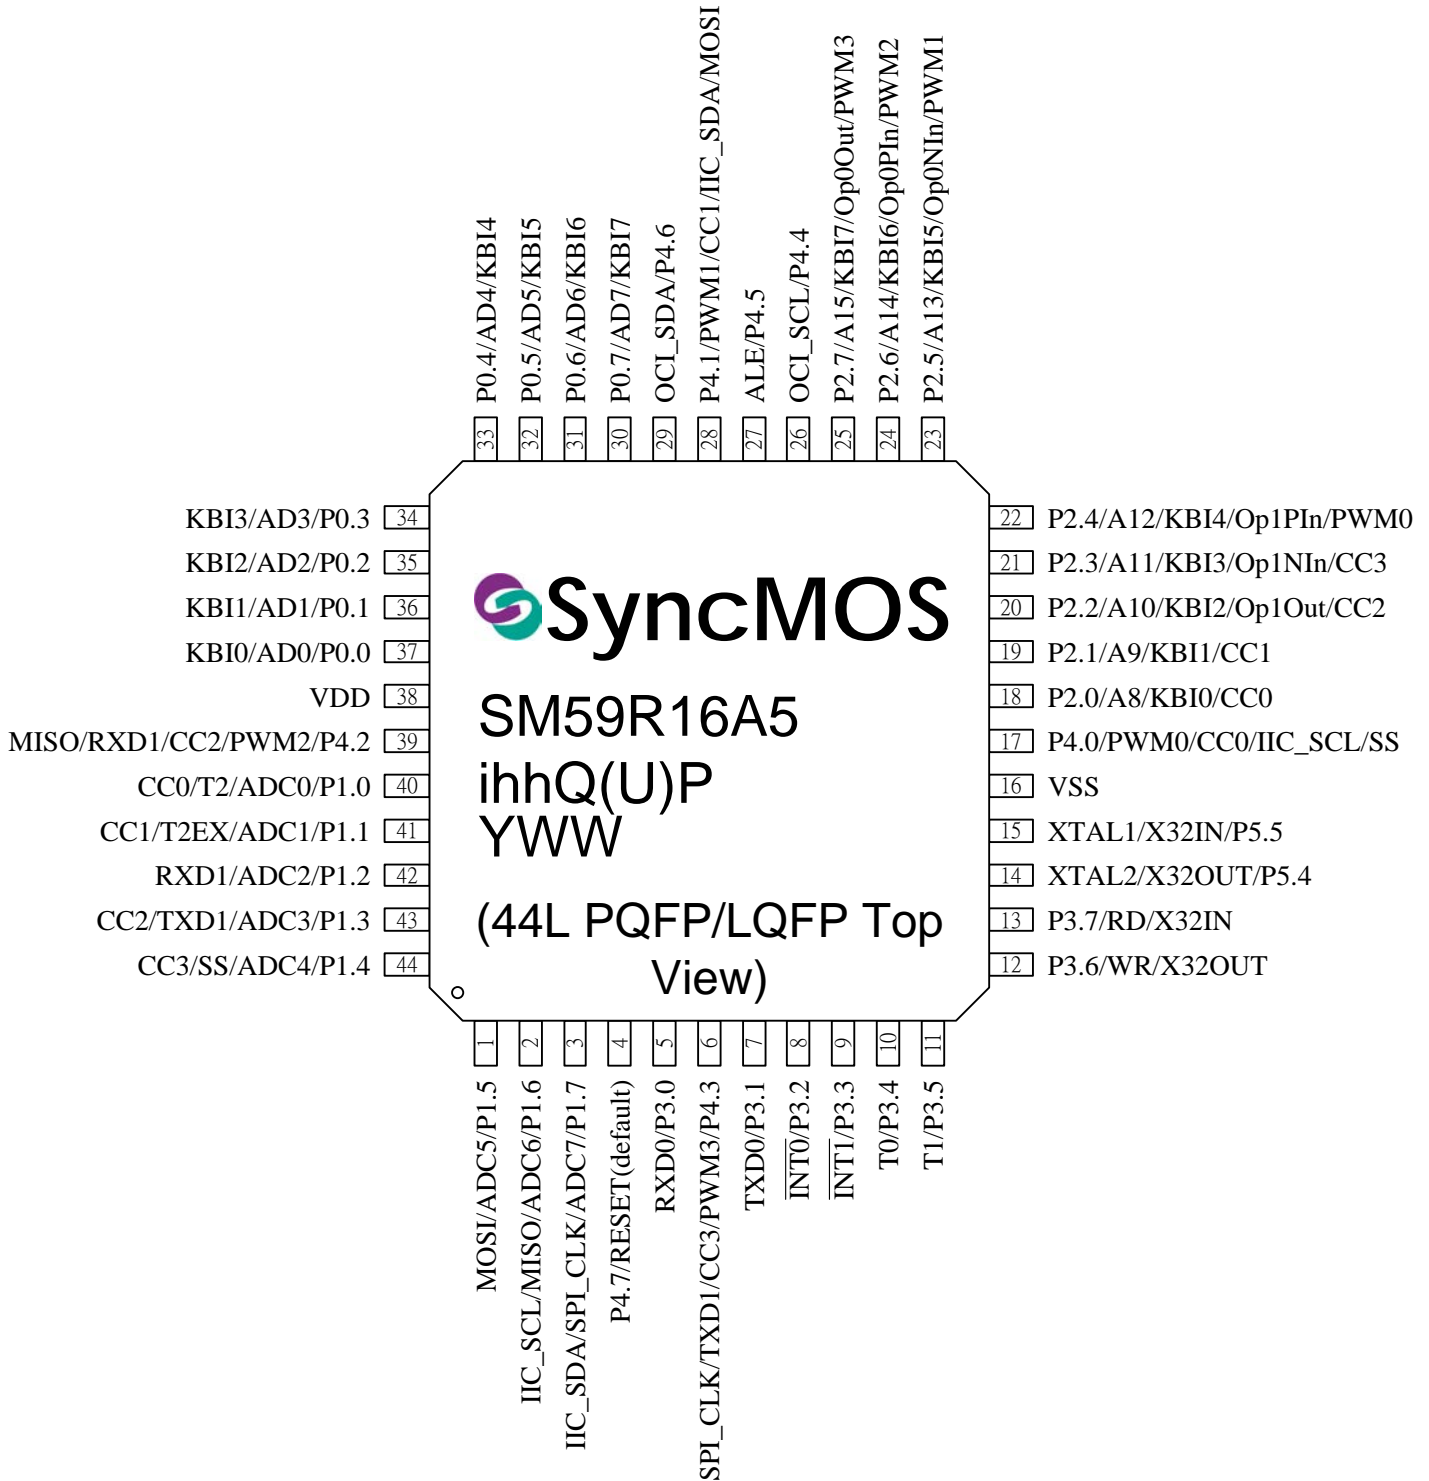 P0.4/AD4/KBI4
P0.5/AD5/KBI5
P0.6/AD6/KBI6
P0.7/AD7/KBI7
OCI_SDA/P4.6
P4.1/PWM1/CC1/IIC_SDA/MOSI
ALE/P4.5
OCI_SCL/P4.4
P2.7/A15/KBI7/Op0Out/PWM3
P2.6/A14/KBI6/Op0PIn/PWM2
P2.5/A13/KBI5/Op0NIn/PWM1
33
32
31
30
29
28
27
26
25
24
23
KBI3/AD3/P0.3 34
KBI2/AD2/P0.2 35
KBI1/AD1/P0.1 36
KBI0/AD0/P0.0 37
VDD 38
MISO/RXD1/CC2/PWM2/P4.2 39
CC0/T2/ADC0/P1.0 40
CC1/T2EX/ADC1/P1.1 41
RXD1/ADC2/P1.2 42
CC2/TXD1/ADC3/P1.3 43
CC3/SS/ADC4/P1.4 44
SyncMOS
SM59R16A5
ihhQ(U)P
YWW
(44L PQFP/LQFP Top
View)
22 P2.4/A12/KBI4/Op1PIn/PWM0
21 P2.3/A11/KBI3/Op1NIn/CC3
20 P2.2/A10/KBI2/Op1Out/CC2
19 P2.1/A9/KBI1/CC1
18 P2.0/A8/KBI0/CC0
17 P4.0/PWM0/CC0/IIC_SCL/SS
16 VSS
15 XTAL1/X32IN/P5.5
14 XTAL2/X32OUT/P5.4
13 P3.7/RD/X32IN
12 P3.6/WR/X32OUT
1
2
3
4
5
6
7
8
9
10
11
MOSI/ADC5/P1.5
IIC_SCL/MISO/ADC6/P1.6
IIC_SDA/SPI_CLK/ADC7/P1.7
P4.7/RESET(default)
RXD0/P3.0
SPI_CLK/TXD1/CC3/PWM3/P4.3
TXD0/P3.1
INT0/P3.2
INT1/P3.3
T0/P3.4
T1/P3.5